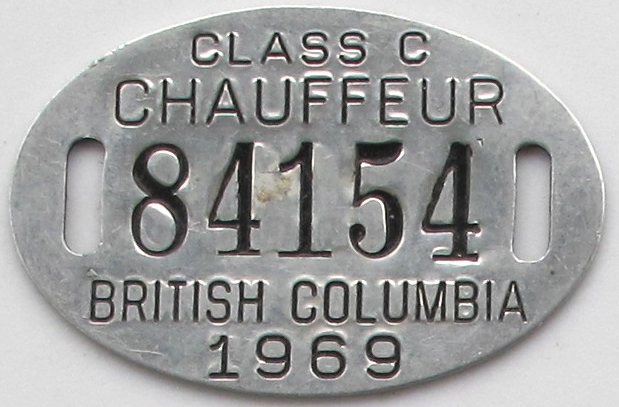 CLASS C
CHAUFFEUR
84154
BRITISH COLUMBIA
1969